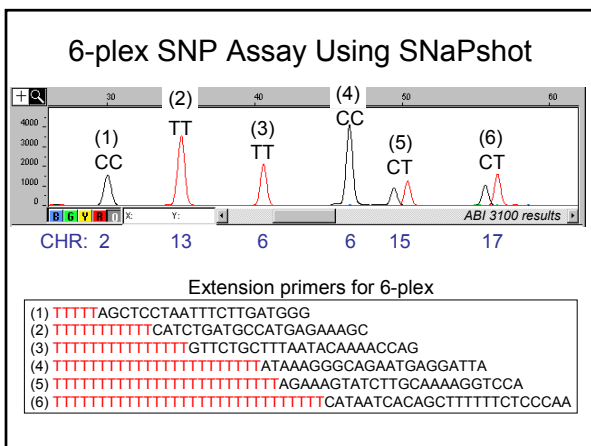 6-plex SNP Assay Using SNaPshot
30 40 50 60
4000
3000
2000
1000
0
(1)
CC
(2)
TT
(3)
TT
(4)
CC
(5)
CT
(6)
CT
B G Y R O X: Y: ABI 3100 results
CHR: 2 13 6 6 15 17
Extension primers for 6-plex
(1) TTTTTAGCTCCTAATTTCTTGATGGG
(2) TTTTTTTTTTTCATCTGATGCCATGAGAAAGC
(3) TTTTTTTTTTTTTTTGTTCTGCTTTAATACAAAACCAG
(4) TTTTTTTTTTTTTTTTTTTTTTTATAAAGGGCAGAATGAGGATTA
(5) TTTTTTTTTTTTTTTTTTTTTTTTTAGAAAGTATCTTGCAAAAGGTCCA
(6) TTTTTTTTTTTTTTTTTTTTTTTTTTTTTTCATAATCACAGCTTTTTTCTCCCAA